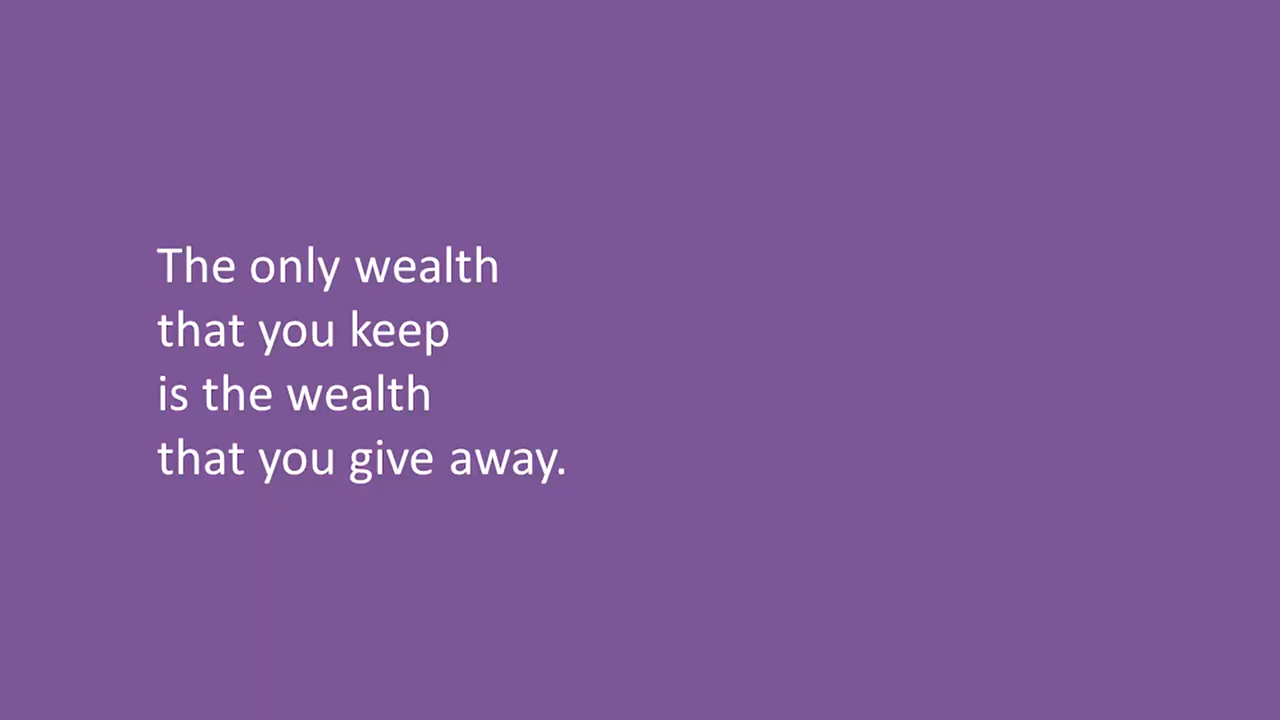 The only wealth
that you keep
is the wealth
that you give away.